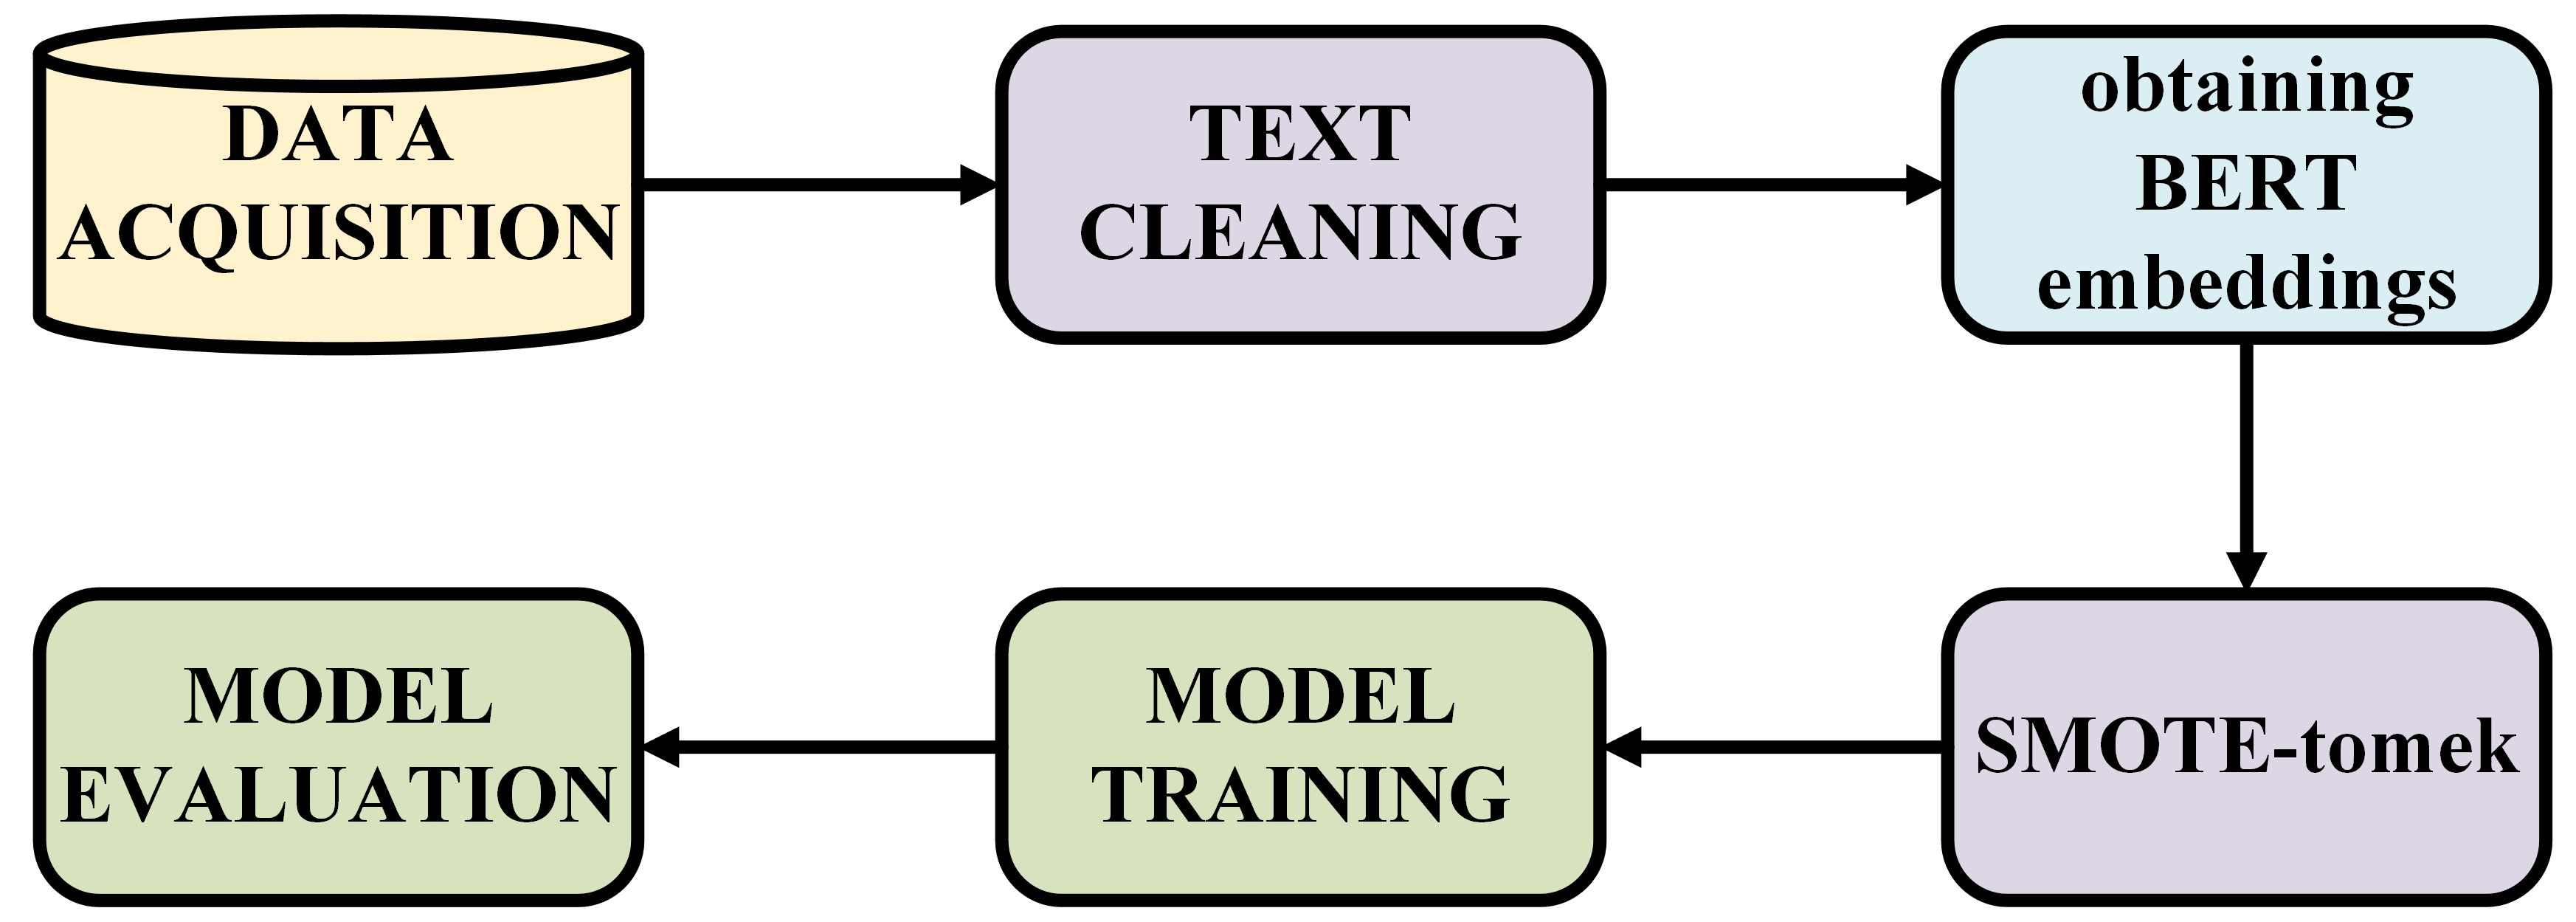 DATA
ACQUISITION
TEXT
CLEANING
obtaining
BERT
embeddings
SMOTE-tomek
MODEL
TRAINING
MODEL
EVALUATION